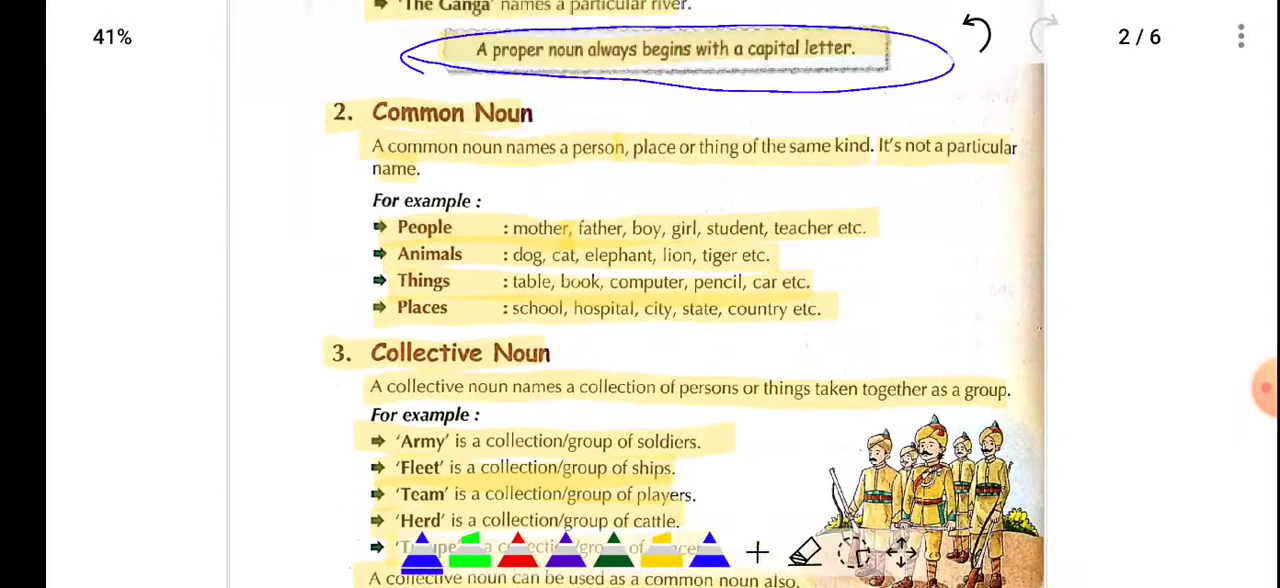 'The Ganga' names a particular river.
41%
2 / 6
A proper noun always begins with a capital letter.
2. Common Noun
A common noun names a person, place or thing of the same kind. It's not a particular
name.
For example :
People : mother, father, boy, girl, student, teacher etc.
Animals : dog, cat, elephant, lion, tiger etc.
Things : table, book, computer, pencil, car etc.
Places : school, hospital, city, state, country etc.
3. Collective Noun
A collective noun names a collection of persons or things taken together as a group.
For example :
'Army' is a collection/group of soldiers.
'Fleet' is a collection/group of ships.
'Team' is a collection/group of players.
'Herd' is a collection/group of cattle.
of
A collective noun can be used as a common noun also.